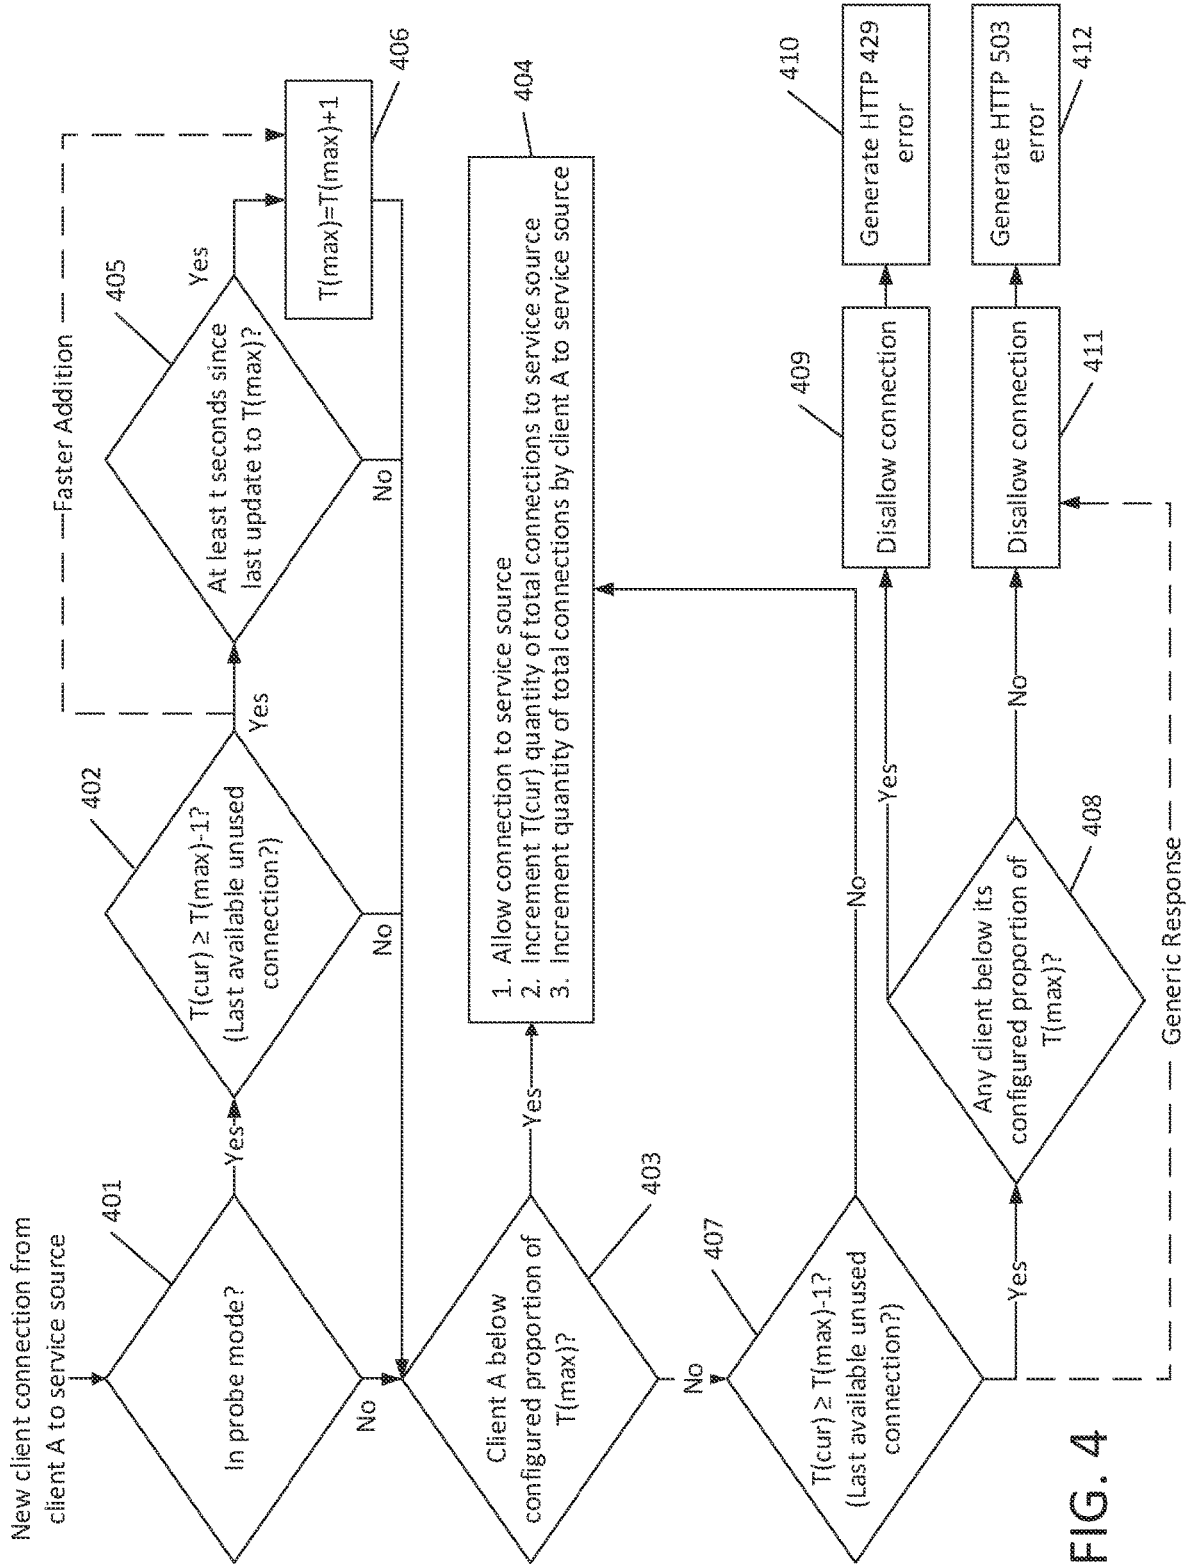 New client connection from
client A to service source
401
In probe mode?
Yes
No
402
T(cur) ≥ T(max)-1?
(Last available unused
connection?)
Yes
No
Faster Addition
405
At least t seconds since
last update to T(max)?
Yes
No
T(max)=T(max)+1
406
Client A below
configured proportion of
T(max)?
403
Yes
No
404
1. Allow connection to service source
2. Increment T(cur) quantity of total connections to service source
3. Increment quantity of total connections by client A to service source
407
T(cur) ≥ T(max)-1?
(Last available unused
connection?)
No
Yes
Any client below its
configured proportion of
T(max)?
408
Yes
No
Generic Response
409
Disallow connection
410
Generate HTTP 429
error
Disallow connection
411
Generate HTTP 503
error
412
FIG. 4